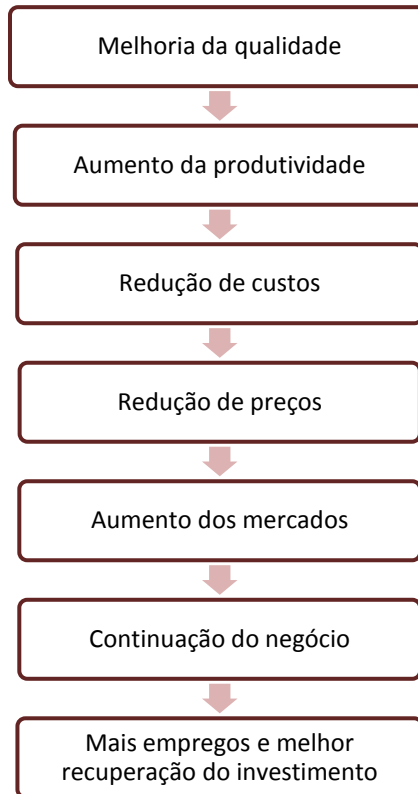 Melhoria da qualidade
Aumento da produtividade
Redução de custos
Redução de preços
Aumento dos mercados
Continuação do negócio
Mais empregos e melhor
recuperação do investimento